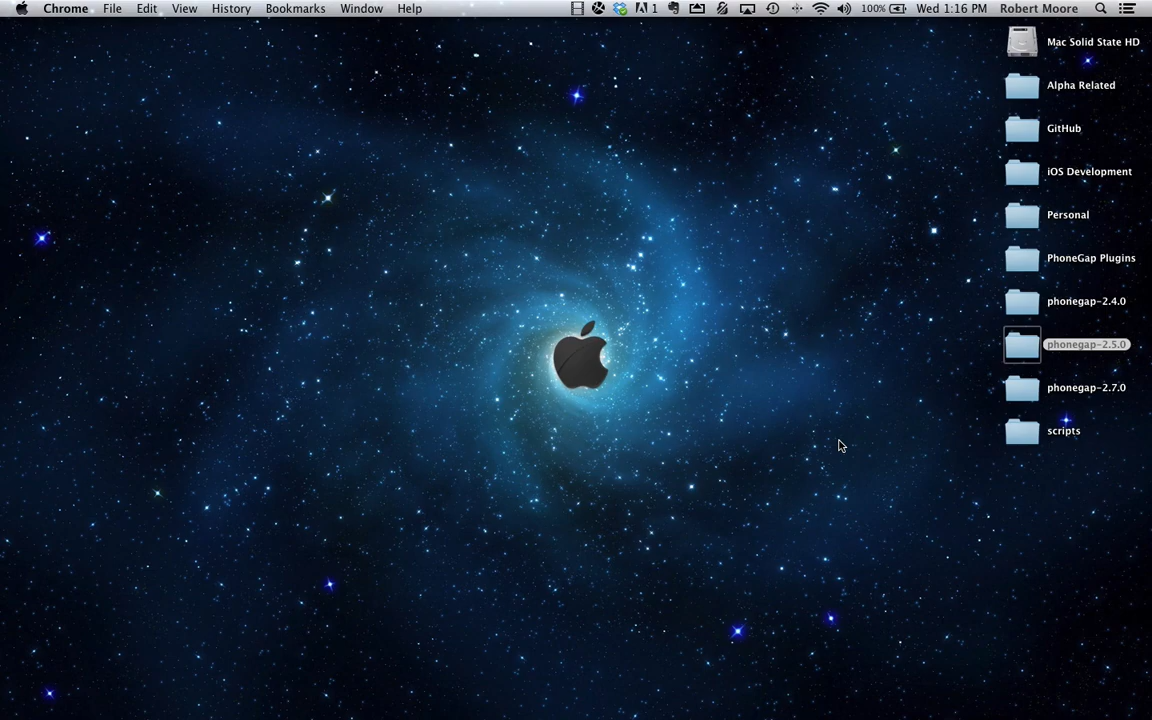 Chrome File Edit View History Bookmarks Window Help 1 100% Wed 1:16 PM Robert Moore
Mac Solid State HD
Alpha Related
GitHub
iOS Development
Personal
PhoneGap Plugins
phonegap-2.4.0
phonegap-2.5.0
phonegap-2.7.0
scripts